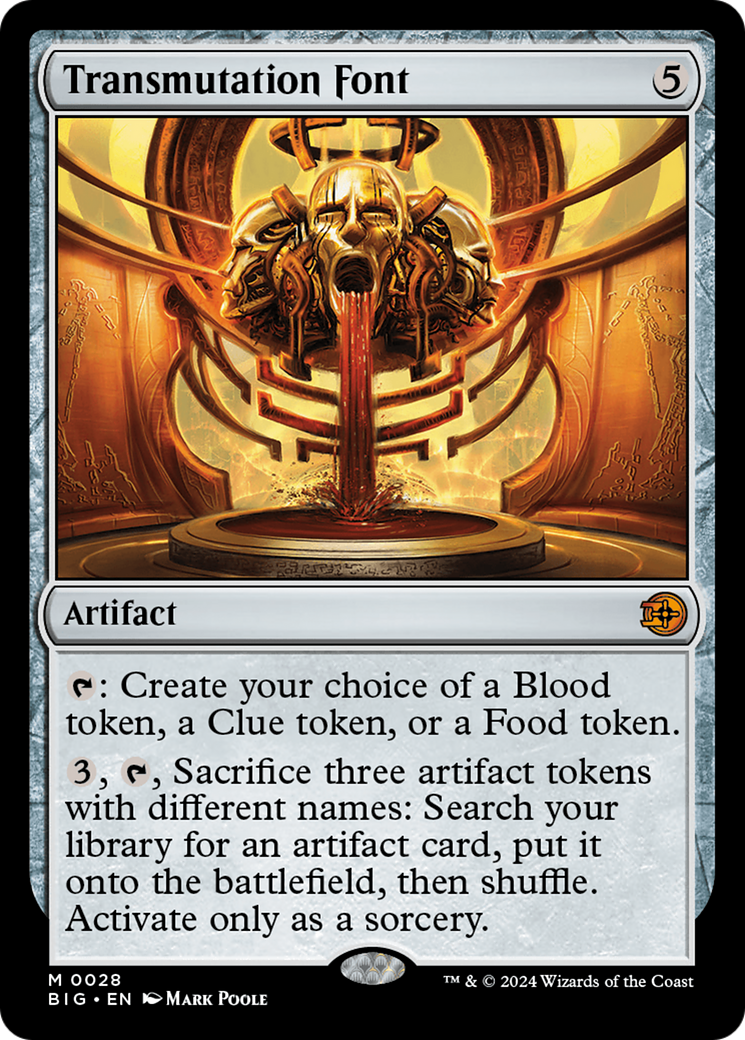 Transmutation Font 5
Artifact
: Create your choice of a Blood
token, a Clue token, or a Food token.
3, , Sacrifice three artifact tokens
with different names: Search your
library for an artifact card, put it
onto the battlefield, then shuffle.
Activate only as a sorcery.
M 0028
BIG • EN Mark Poole
™ & © 2024 Wizards of the Coast